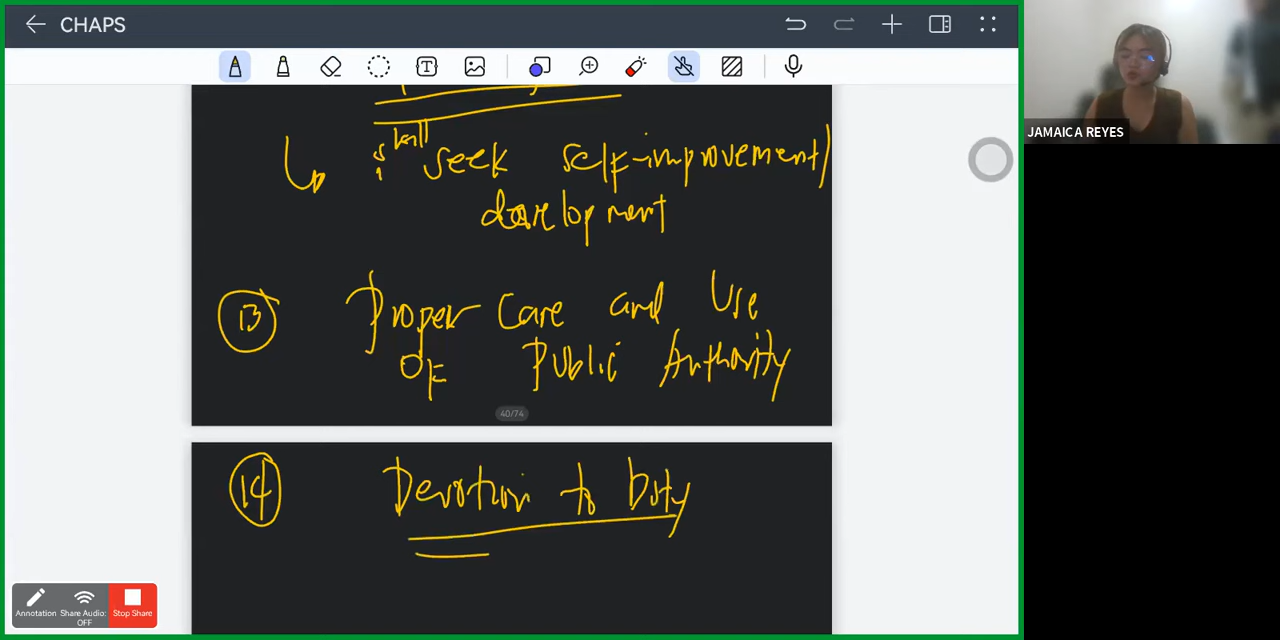 CHAPS
JAMAICA REYES
shall seek self-improvement/
development
13 Proper Care and Use
Of Public Authority
40/74
14 Devotion to Duty
Annotation Share Audio: OFF Stop Share